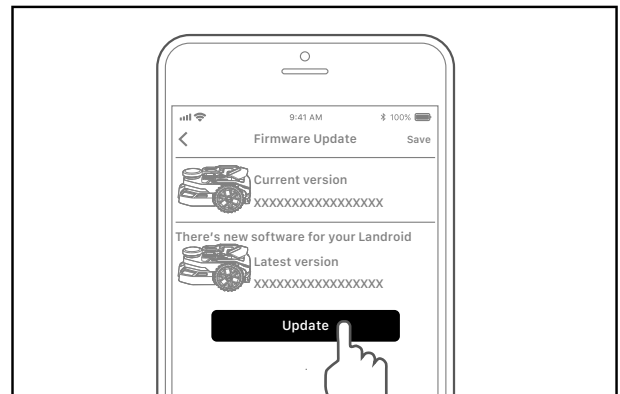 9:41 AM 100%
Firmware Update Save
Current version
XXXXXXXXXXXXXXXXX
There's new software for your Landroid
Latest version
XXXXXXXXXXXXXXXXX
Update